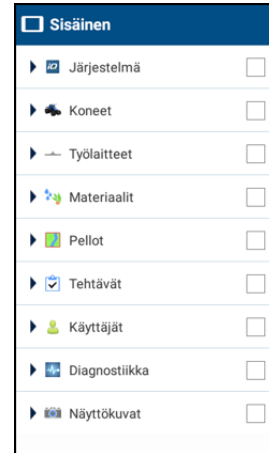 Sisäinen
Järjestelmä
Koneet
Työlaitteet
Materiaalit
Pellot
Tehtävät
Käyttäjät
Diagnostiikka
Näyttökuvat